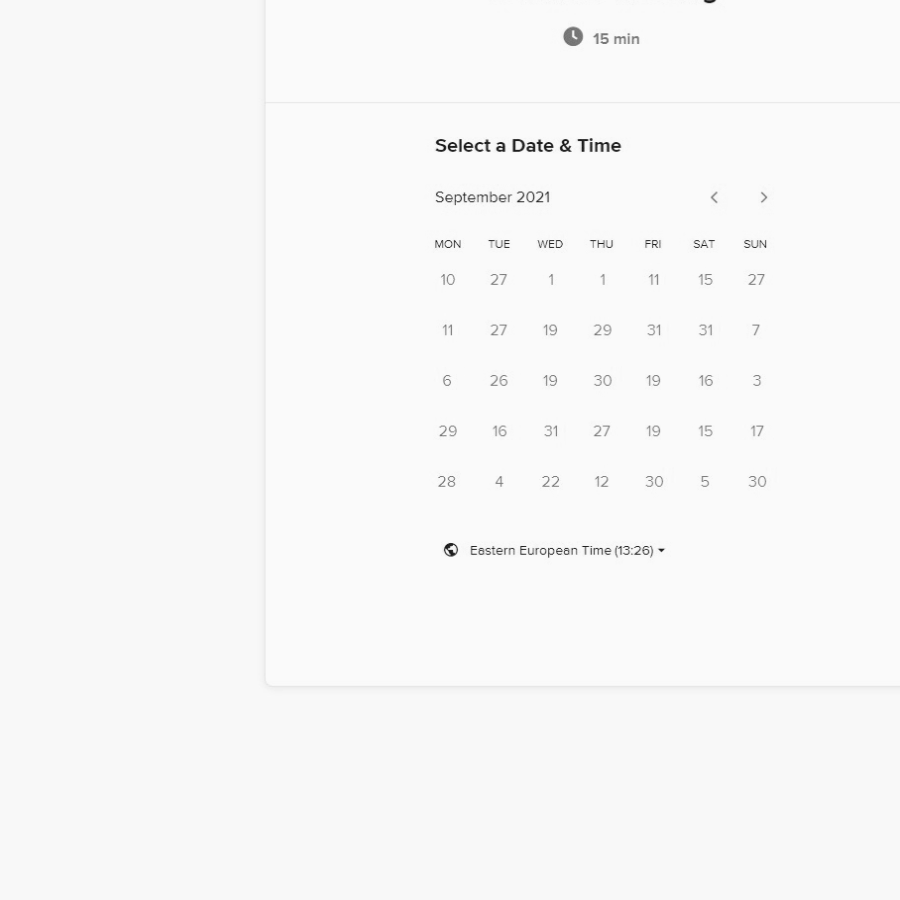 15 min
Select a Date & Time
September 2021
MON TUE WED THU FRI SAT SUN
10 27 1 1 11 15 27
11 27 19 29 31 31 7
6 26 19 30 19 16 3
29 16 31 27 19 15 17
28 4 22 12 30 5 30
Eastern European Time (13:26)